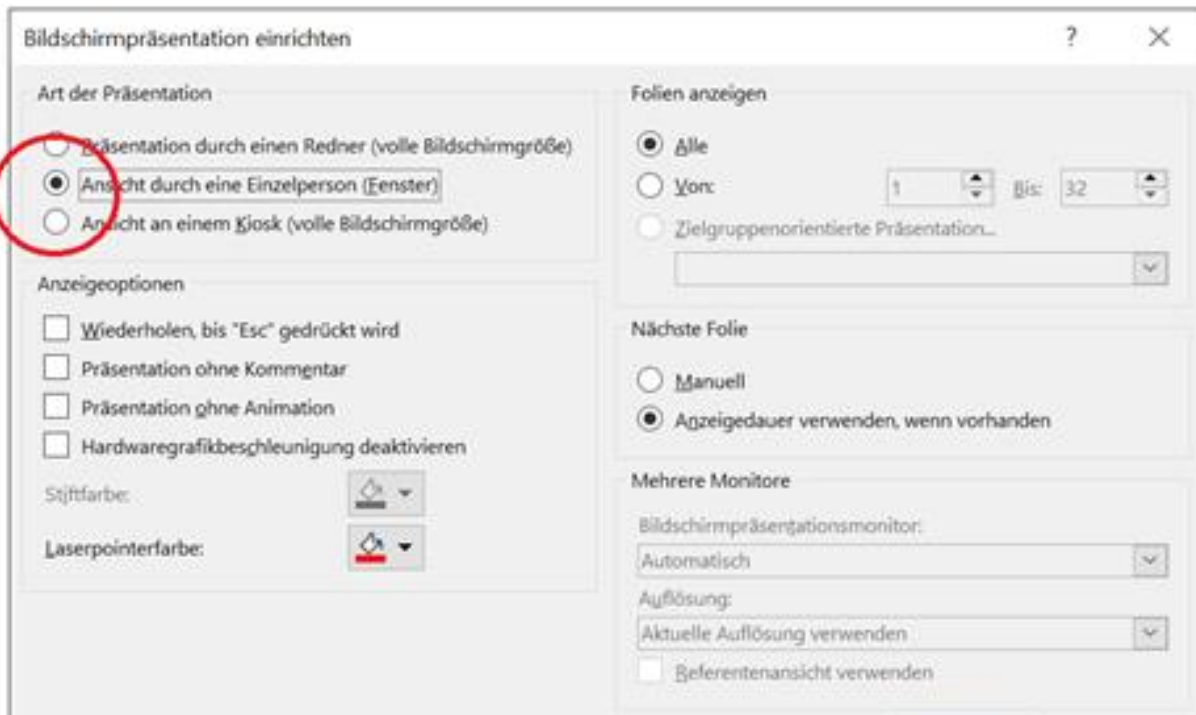 Bildschirmpräsentation einrichten
Art der Präsentation
Präsentation durch einen Redner (volle Bildschirmgröße)
Ansicht durch eine Einzelperson (Fenster)
Ansicht an einem Kiosk (volle Bildschirmgröße)
Anzeigeoptionen
Wiederholen, bis "Esc" gedrückt wird
Präsentation ohne Kommentar
Präsentation ohne Animation
Hardwaregrafikbeschleunigung deaktivieren
Stiftfarbe:
Laserpointerfarbe:
Folien anzeigen
Alle
Von: 1 Bis: 32
Zielgruppenorientierte Präsentation...
Nächste Folie
Manuell
Anzeigedauer verwenden, wenn vorhanden
Mehrere Monitore
Bildschirmpräsentationsmonitor:
Automatisch
Auflösung:
Aktuelle Auflösung verwenden
Referentenansicht verwenden